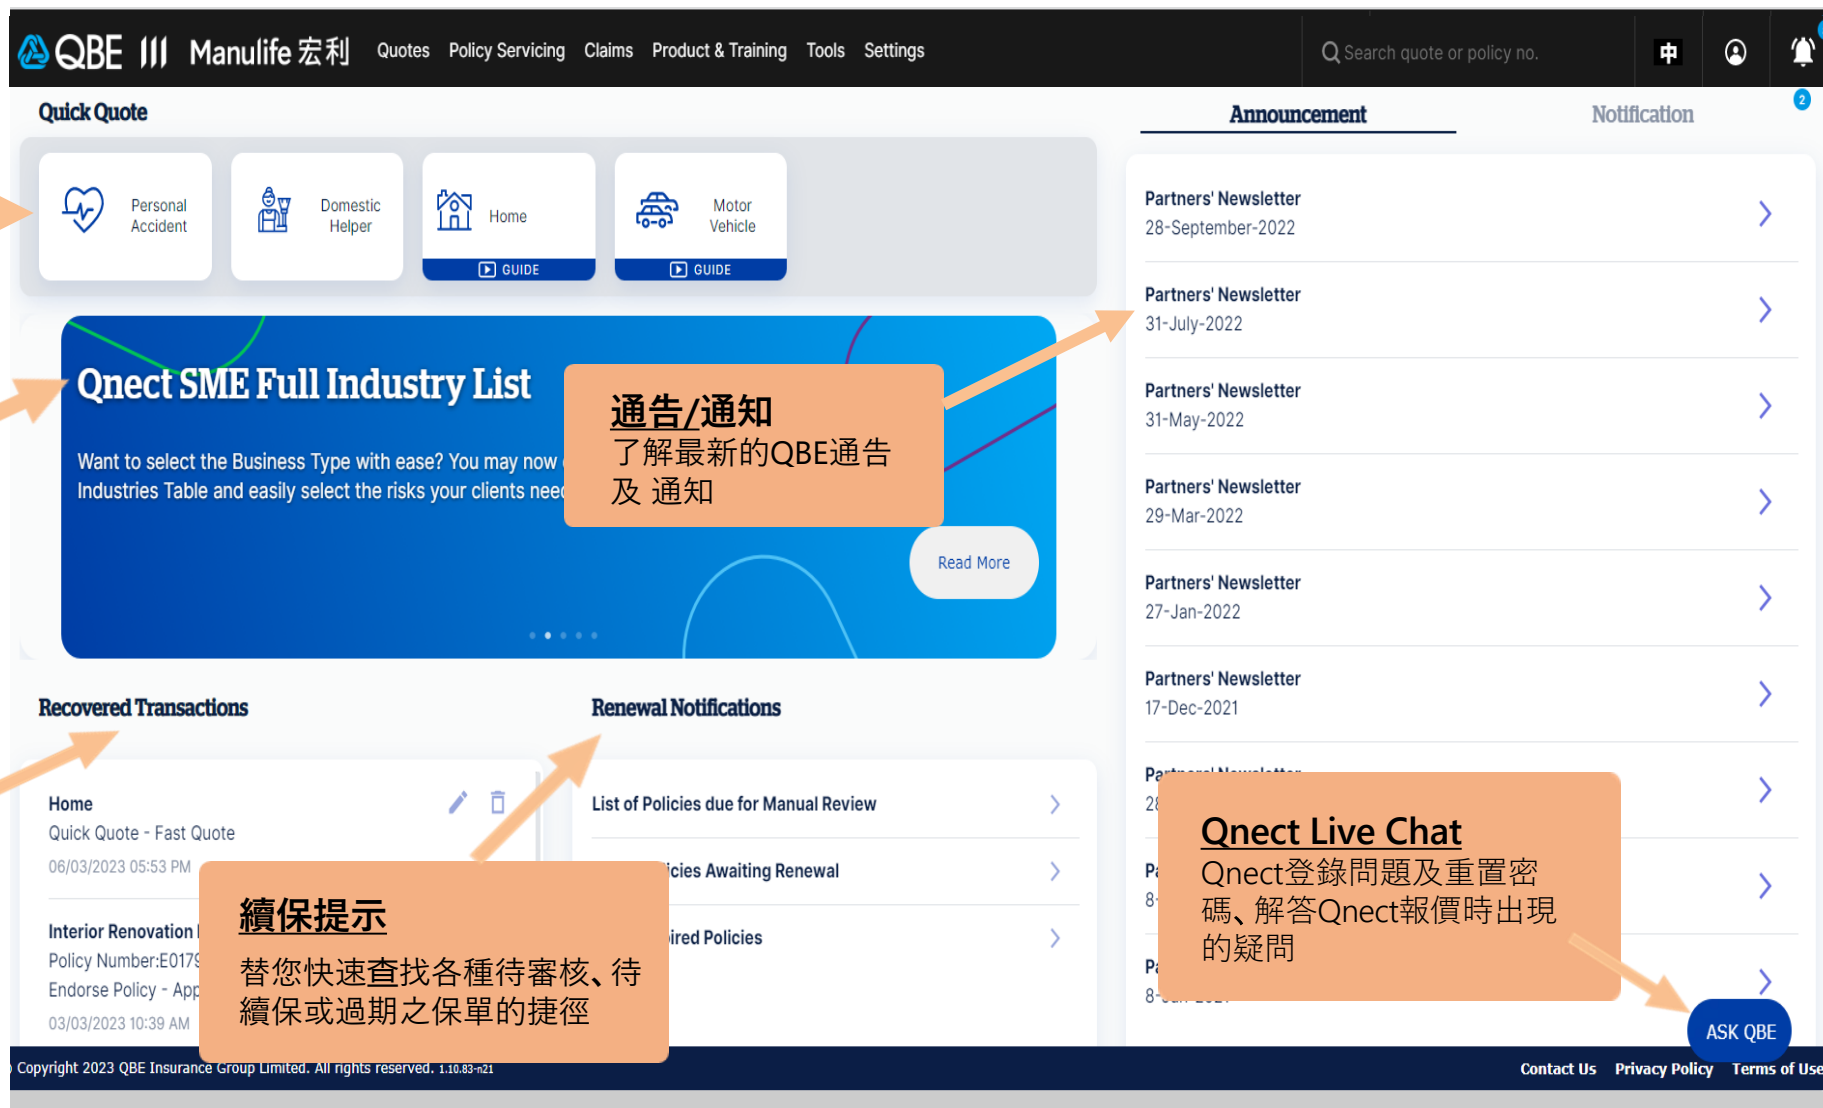 QBE Manulife 宏利 Quotes Policy Servicing Claims Product & Training Tools Settings Search quote or policy no. 中
Quick Quote
Personal
Accident
Domestic
Helper
Home
GUIDE
Motor
Vehicle
GUIDE
Qnect SME Full Industry List
Want to select the Business Type with ease? You may now
Industries Table and easily select the risks your clients need
Read More
通告/通知
了解最新的QBE通告
及 通知
Recovered Transactions
Home
Quick Quote - Fast Quote
06/03/2023 05:53 PM
Interior Renovation
Policy Number:E0179
Endorse Policy - App
03/03/2023 10:39 AM
Renewal Notifications
List of Policies due for Manual Review
cies Awaiting Renewal
ired Policies
續保提示
替您快速查找各種待審核、待
續保或過期之保單的捷徑
Announcement Notification 2
Partners' Newsletter
28-September-2022
Partners' Newsletter
31-July-2022
Partners' Newsletter
31-May-2022
Partners' Newsletter
29-Mar-2022
Partners' Newsletter
27-Jan-2022
Partners' Newsletter
17-Dec-2021
Qnect Live Chat
Qnect登錄問題及重置密
碼、解答Qnect報價時出現
的疑問
ASK QBE
Copyright 2023 QBE Insurance Group Limited. All rights reserved. 1.10.83-n21
Contact Us Privacy Policy Terms of Use